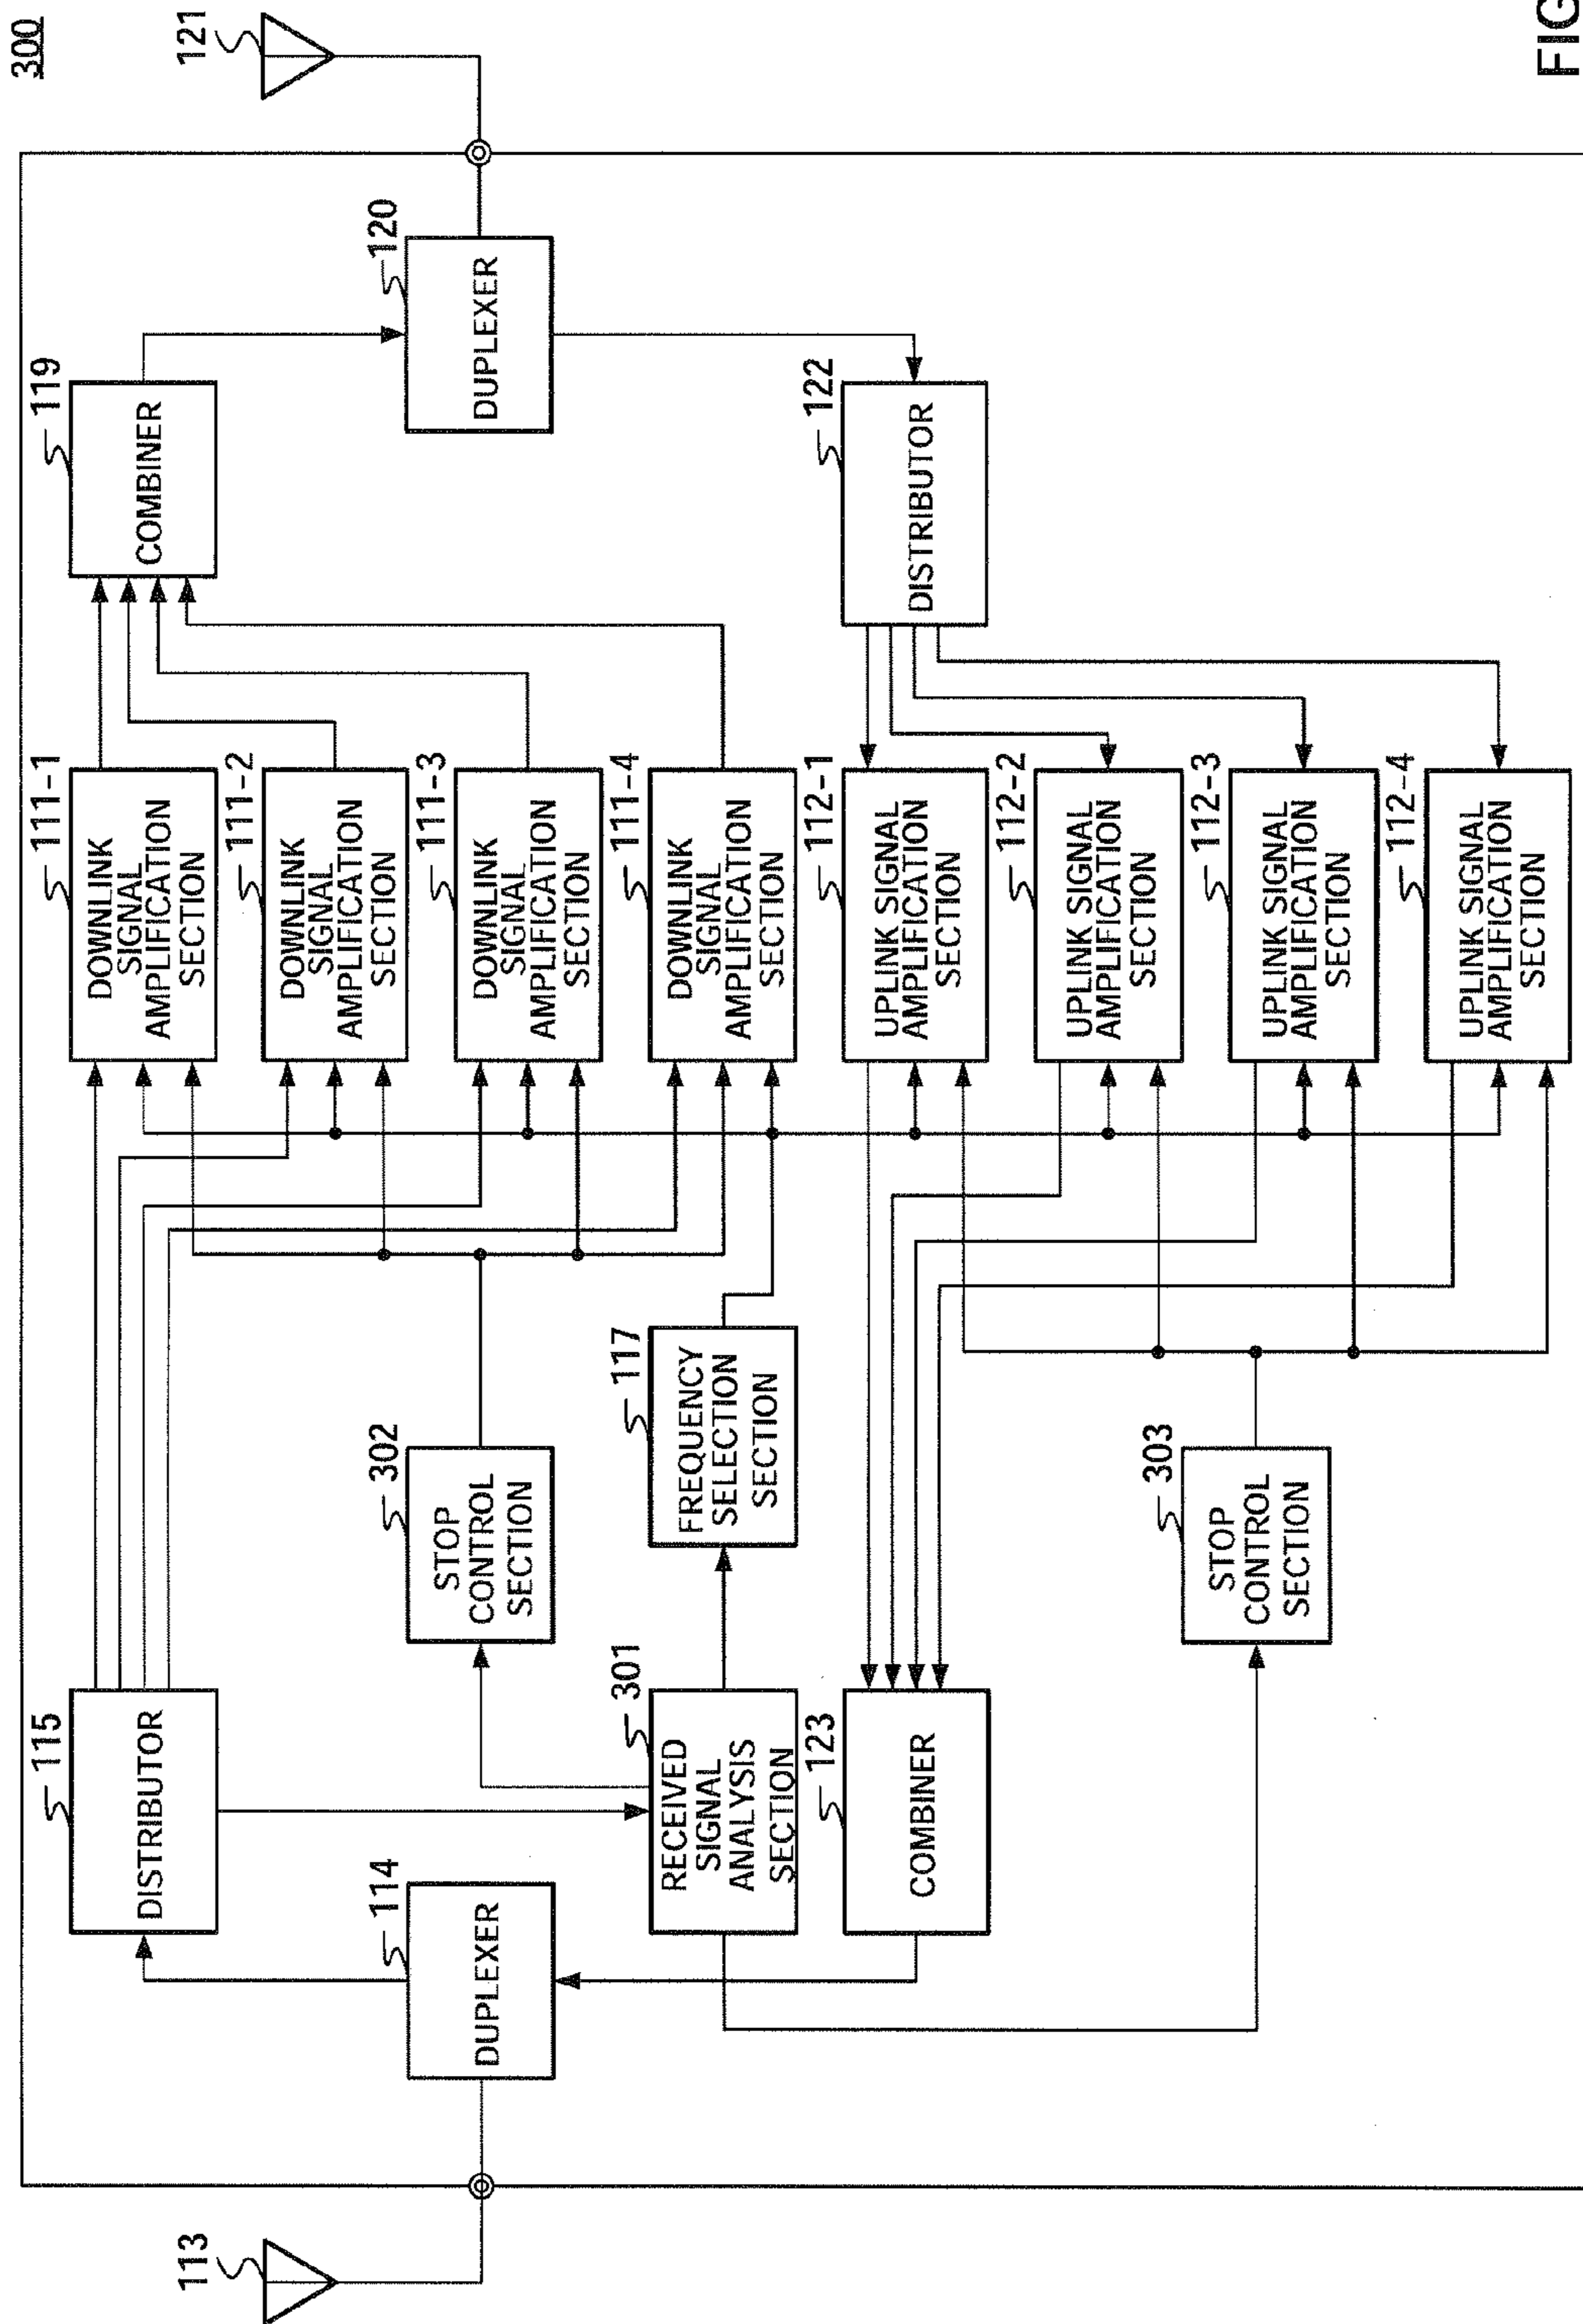 300
113
121
115
DISTRIBUTOR
114
DUPLEXER
301
RECEIVED
SIGNAL
ANALYSIS
SECTION
123
COMBINER
302
STOP
CONTROL
SECTION
117
FREQUENCY
SELECTION
SECTION
303
STOP
CONTROL
SECTION
111-1
DOWNLINK
SIGNAL
AMPLIFICATION
SECTION
111-2
DOWNLINK
SIGNAL
AMPLIFICATION
SECTION
111-3
DOWNLINK
SIGNAL
AMPLIFICATION
SECTION
111-4
DOWNLINK
SIGNAL
AMPLIFICATION
SECTION
112-1
UPLINK SIGNAL
AMPLIFICATION
SECTION
112-2
UPLINK SIGNAL
AMPLIFICATION
SECTION
112-3
UPLINK SIGNAL
AMPLIFICATION
SECTION
112-4
UPLINK SIGNAL
AMPLIFICATION
SECTION
119
COMBINER
120
DUPLEXER
122
DISTRIBUTOR
FIG